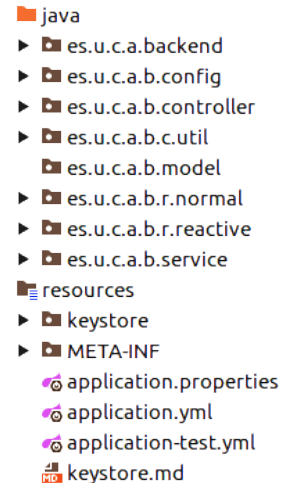 java
es.u.c.a.backend
es.u.c.a.b.config
es.u.c.a.b.controller
es.u.c.a.b.c.util
es.u.c.a.b.model
es.u.c.a.b.r.normal
es.u.c.a.b.r.reactive
es.u.c.a.b.service
resources
keystore
META-INF
application.properties
application.yml
application-test.yml
MD keystore.md